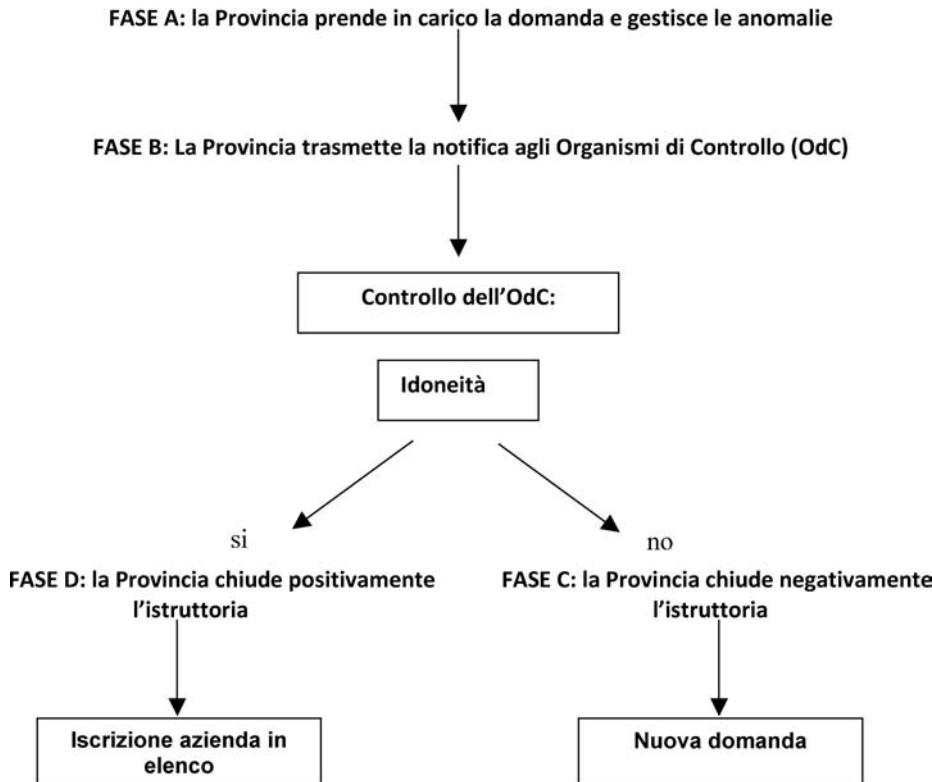 FASE A: la Provincia prende in carico la domanda e gestisce le anomalie
FASE B: La Provincia trasmette la notifica agli Organismi di Controllo (OdC)
Controllo dell’OdC:
Idoneità
si
no
FASE D: la Provincia chiude positivamente
l’istruttoria
FASE C: la Provincia chiude negativamente
l’istruttoria
Iscrizione azienda in
elenco
Nuova domanda